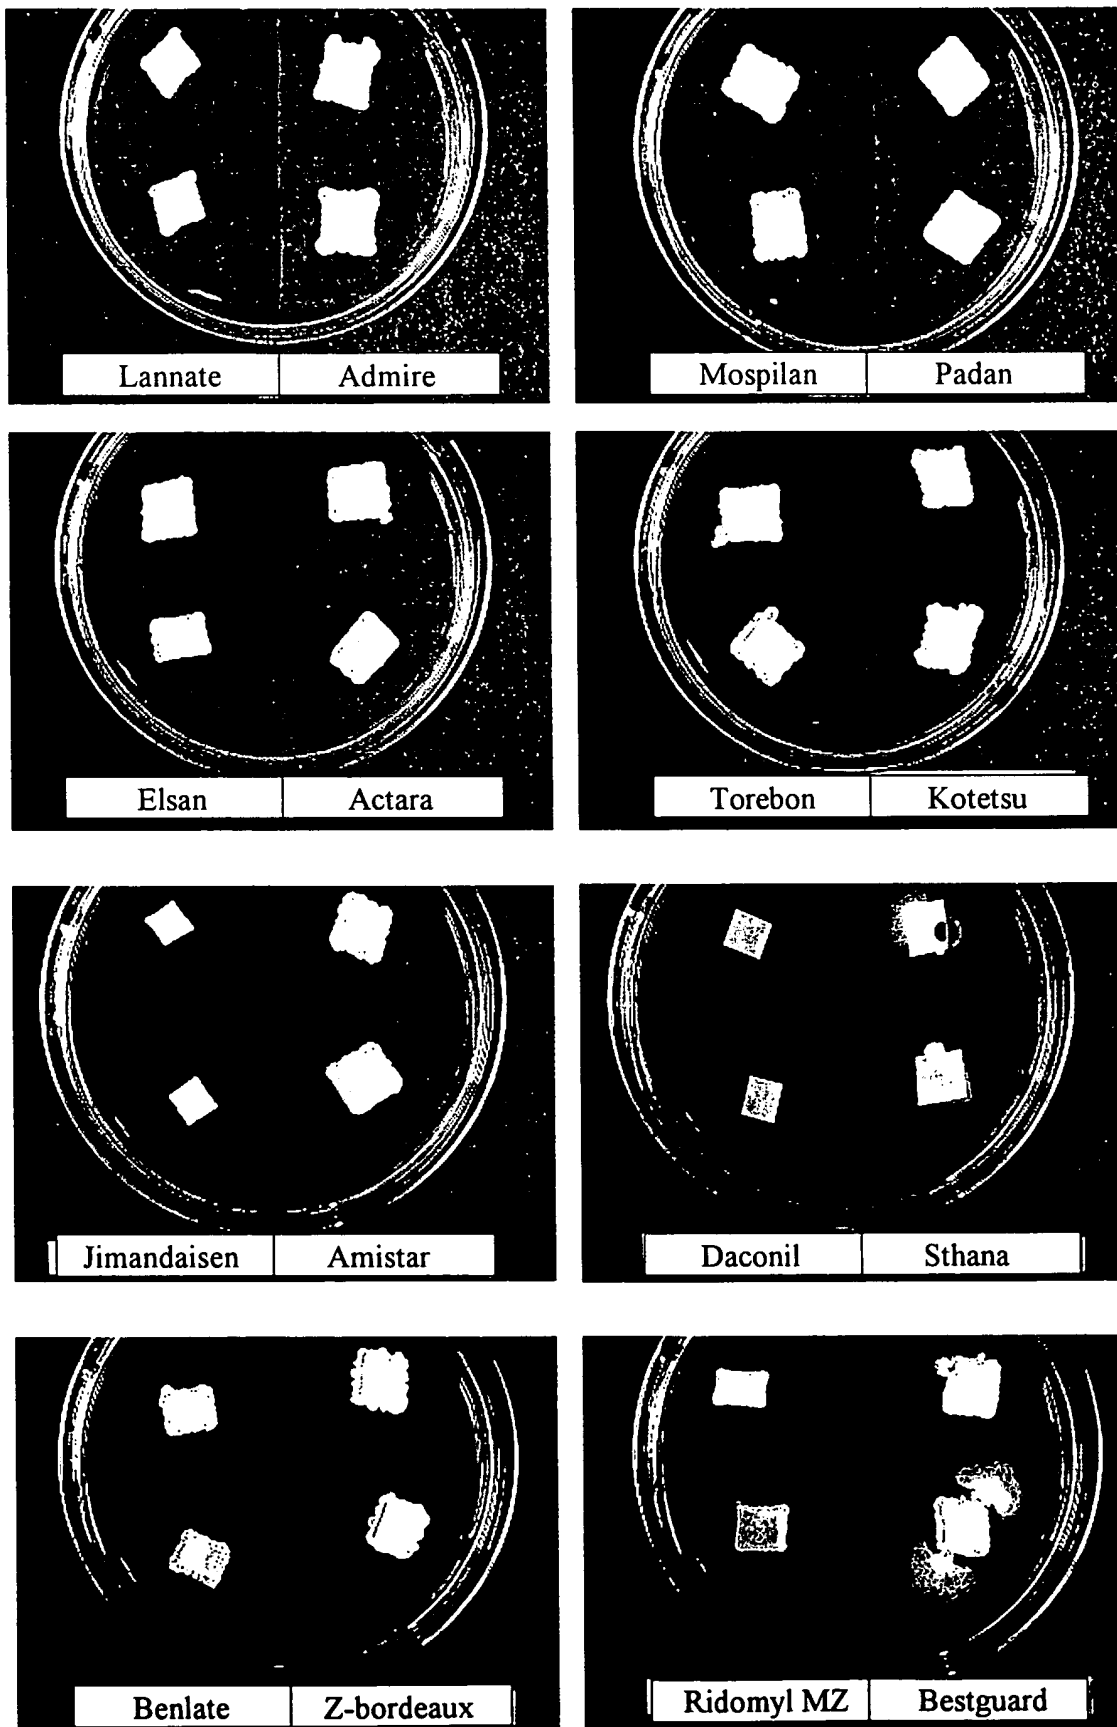 Lannate Admire
Mospilan Padan
Elsan Actara
Torebon Kotetsu
Jimandaisen Amistar
Daconil Sthana
Benlate Z-bordeaux
Ridomyl MZ Bestguard